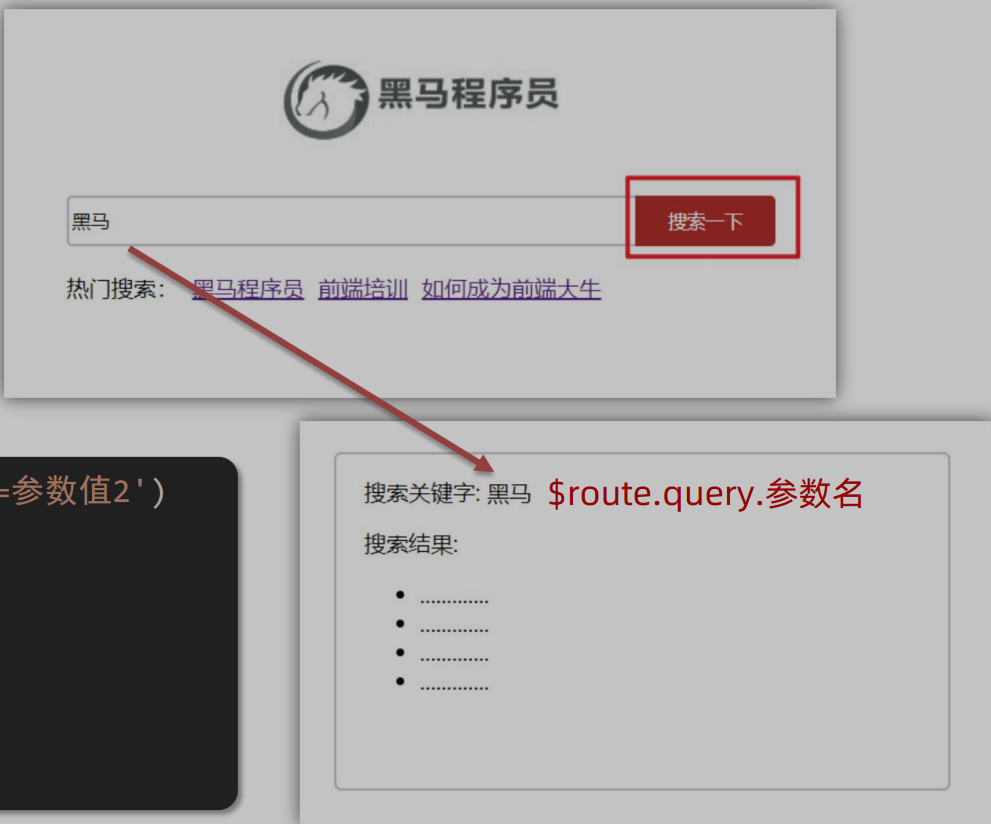 黑马程序员
黑马
搜索一下
热门搜索： 黑马程序员 前端培训 如何成为前端大牛
=参数值2')
搜索关键字: 黑马 $route.query.参数名
搜索结果:
.............
.............
.............
.............